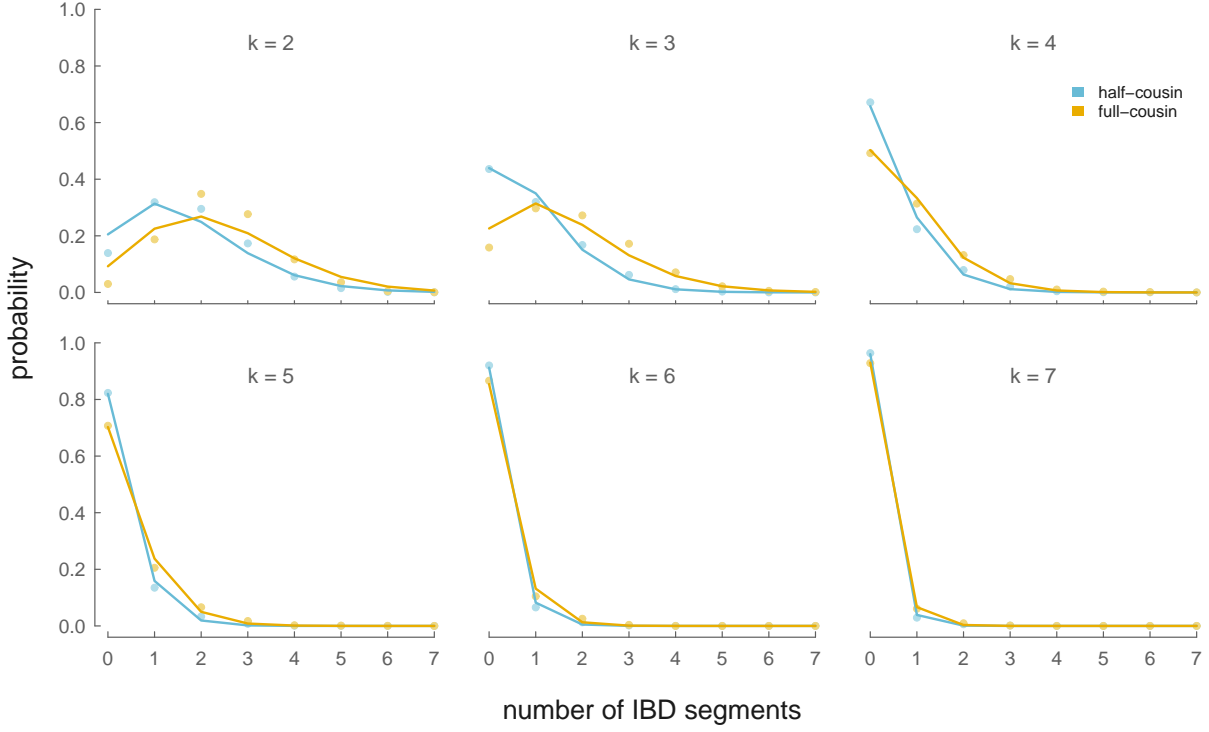 1.0
k = 2 k = 3 k = 4
0.8
half−cousin
full−cousin
0.6
0.4
0.2
0.0
1.0
k = 5 k = 6 k = 7
0.8
0.6
0.4
0.2
0.0
0 1 2 3 4 5 6 7 0 1 2 3 4 5 6 7 0 1 2 3 4 5 6 7
probability
number of IBD segments